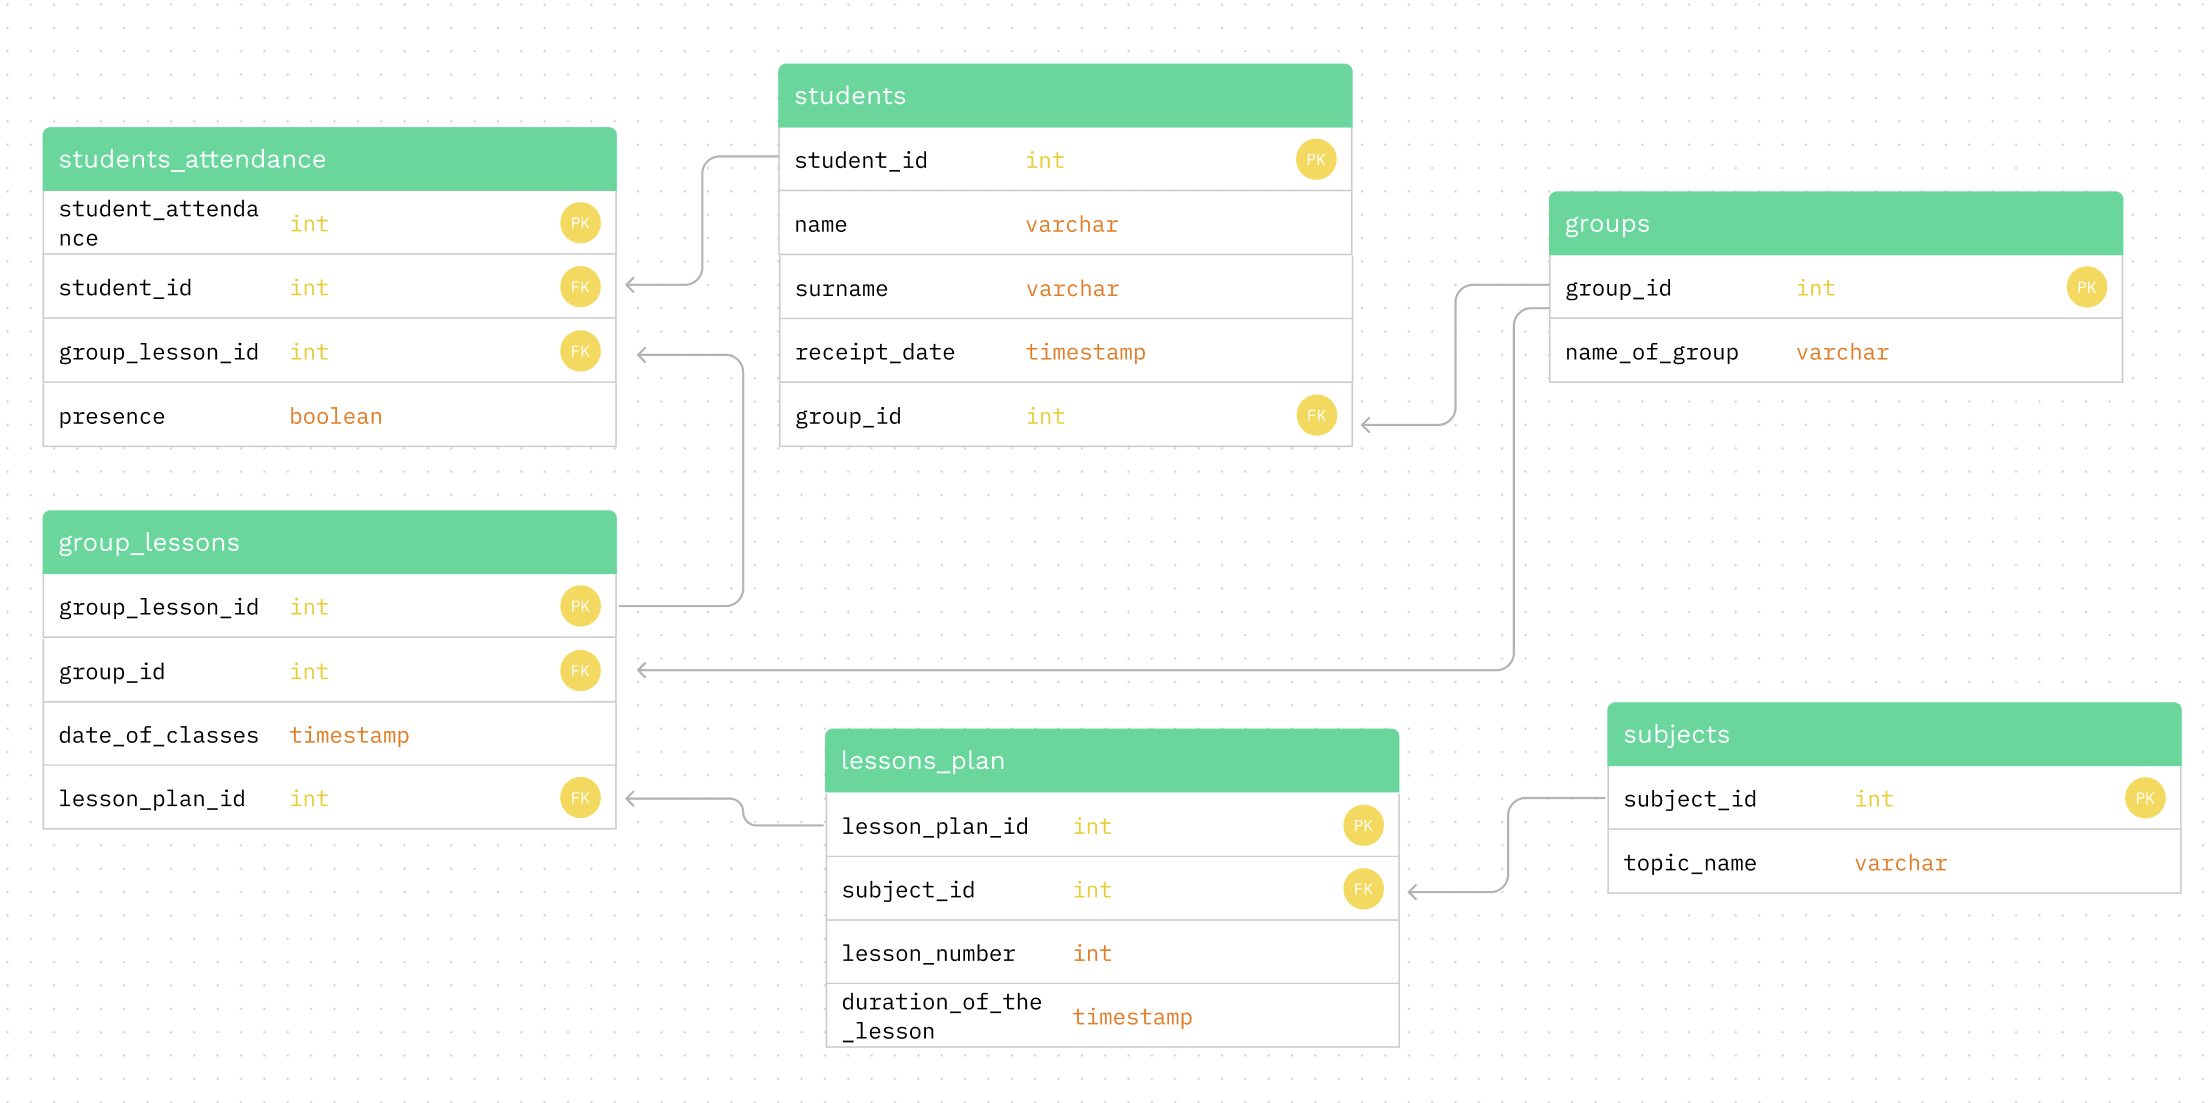 students_attendance
student_attenda
nce
int
PK
student_id int FK
group_lesson_id int FK
presence boolean
students
student_id int PK
name varchar
surname varchar
receipt_date timestamp
group_id int FK
groups
group_id int PK
name_of_group varchar
group_lessons
group_lesson_id int PK
group_id int FK
date_of_classes timestamp
lesson_plan_id int FK
lessons_plan
lesson_plan_id int PK
subject_id int FK
lesson_number int
duration_of_the
_lesson
timestamp
subjects
subject_id int PK
topic_name varchar